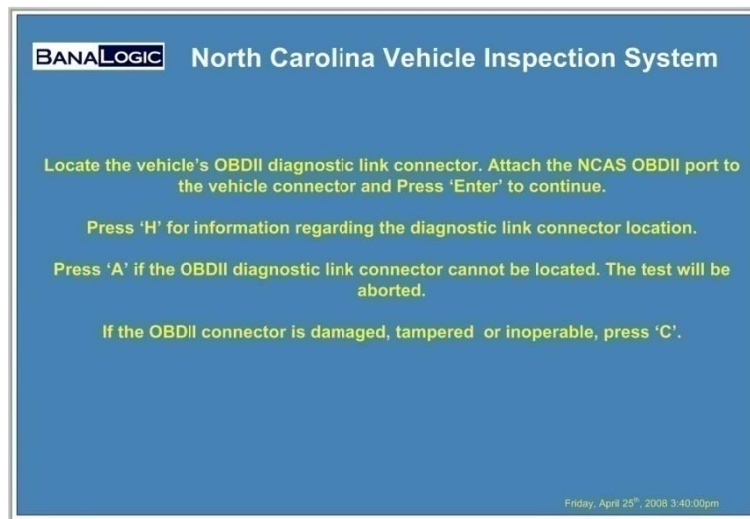 BANALOGIC North Carolina Vehicle Inspection System
Locate the vehicle's OBDII diagnostic link connector. Attach the NCAS OBDII port to
the vehicle connector and Press ‘Enter’ to continue.
Press ‘H’ for information regarding the diagnostic link connector location.
Press ‘A’ if the OBDII diagnostic link connector cannot be located. The test will be
aborted.
If the OBDII connector is damaged, tampered or inoperable, press ‘C’.
Friday, April 25th, 2008 3:40:00pm